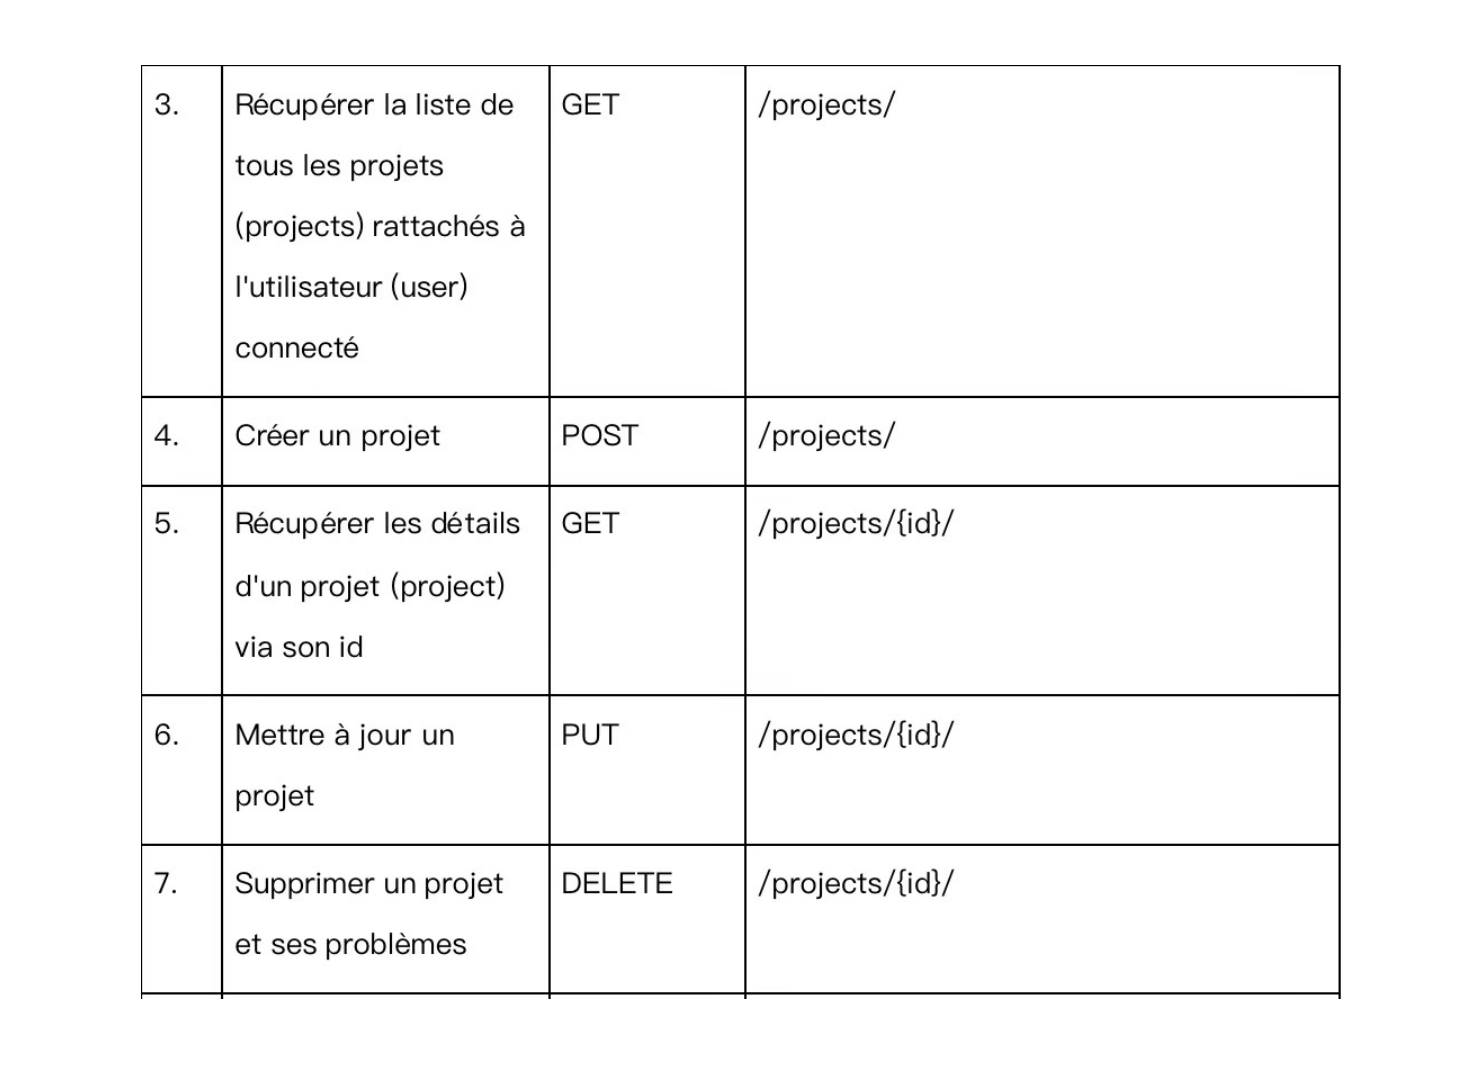 3. Récupérer la liste de GET /projects/
tous les projets
(projects) rattachés à
l'utilisateur (user)
connecté
4. Créer un projet POST /projects/
5. Récupérer les détails GET /projects/{id}/
d'un projet (project)
via son id
6. Mettre à jour un PUT /projects/{id}/
projet
7. Supprimer un projet DELETE /projects/{id}/
et ses problèmes